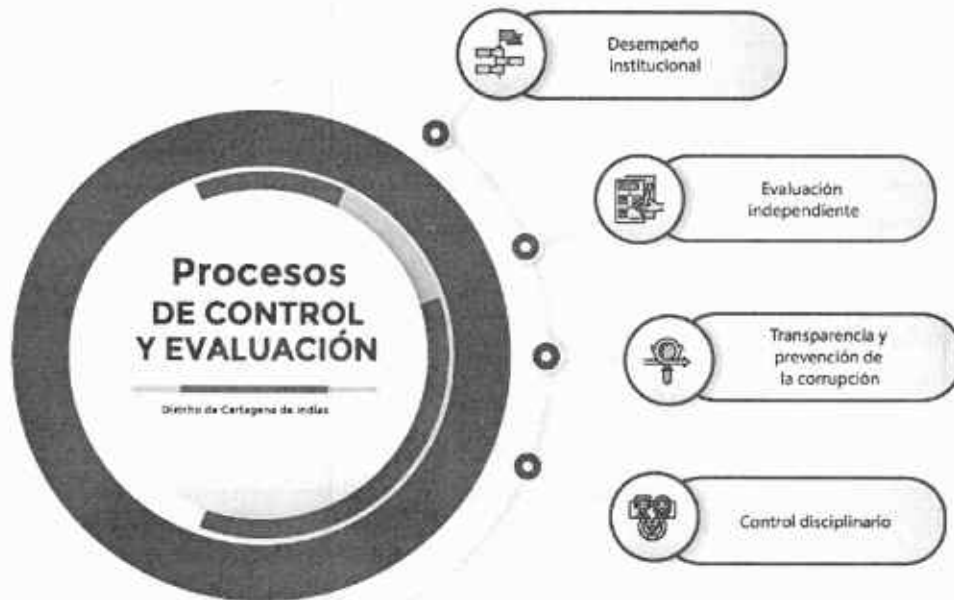 Desempeño
institucional
Evaluación
independiente
Procesos
DE CONTROL
Y EVALUACIÓN
Distrito de Cartagena de Indias
Transparencia y
prevención de
la corrupción
Control disciplinario